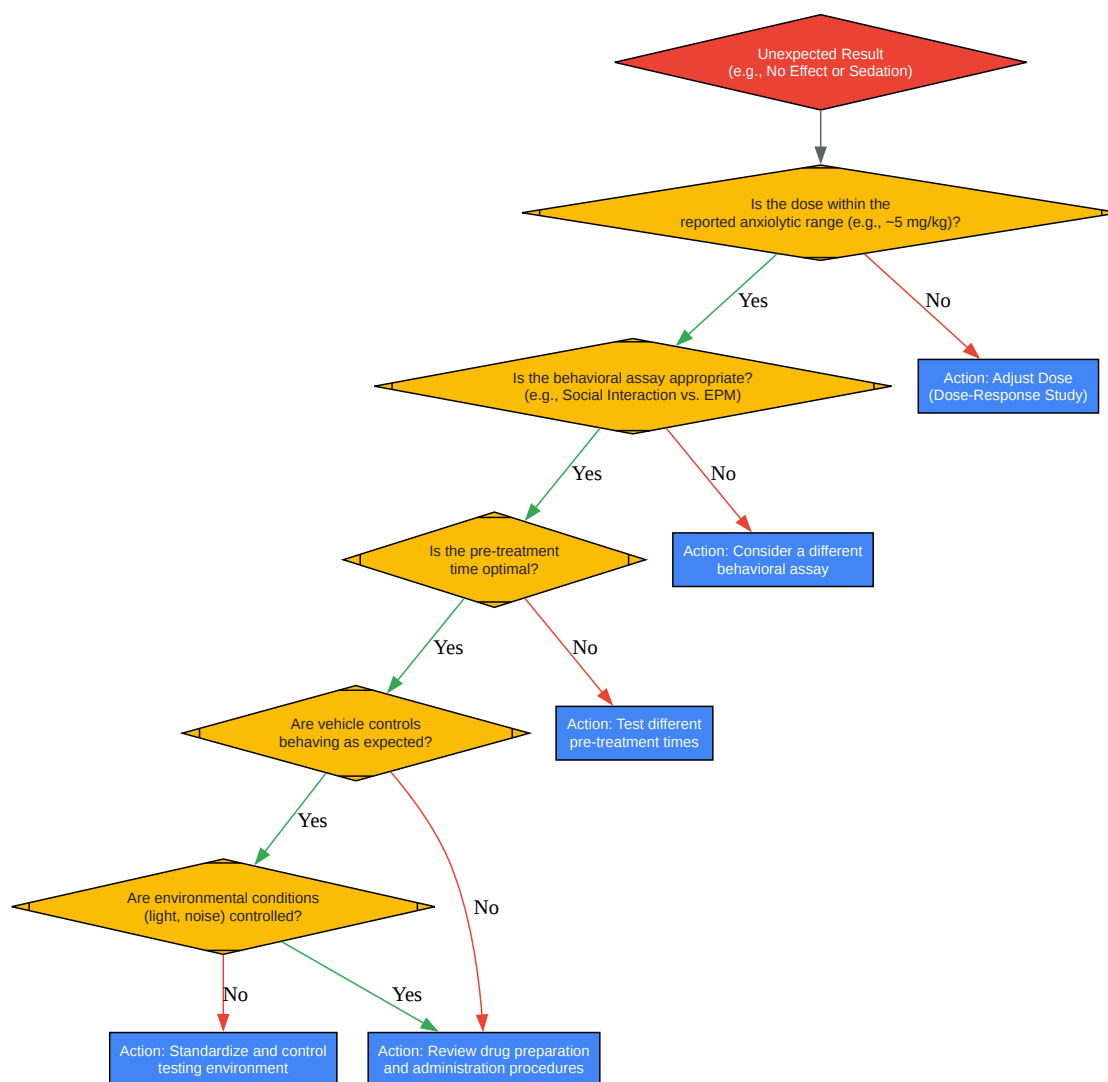 Unexpected Result
(e.g., No Effect or Sedation)
Is the dose within the
reported anxiolytic range (e.g., ~5 mg/kg)?
Yes
No
Is the behavioral assay appropriate?
(e.g., Social Interaction vs. EPM)
Action: Adjust Dose
(Dose-Response Study)
Yes
No
Is the pre-treatment
time optimal?
Action: Consider a different
behavioral assay
Yes
No
Are vehicle controls
behaving as expected?
Action: Test different
pre-treatment times
Yes
No
Are environmental conditions
(light, noise) controlled?
No
Yes
Action: Standardize and control
testing environment
Action: Review drug preparation
and administration procedures